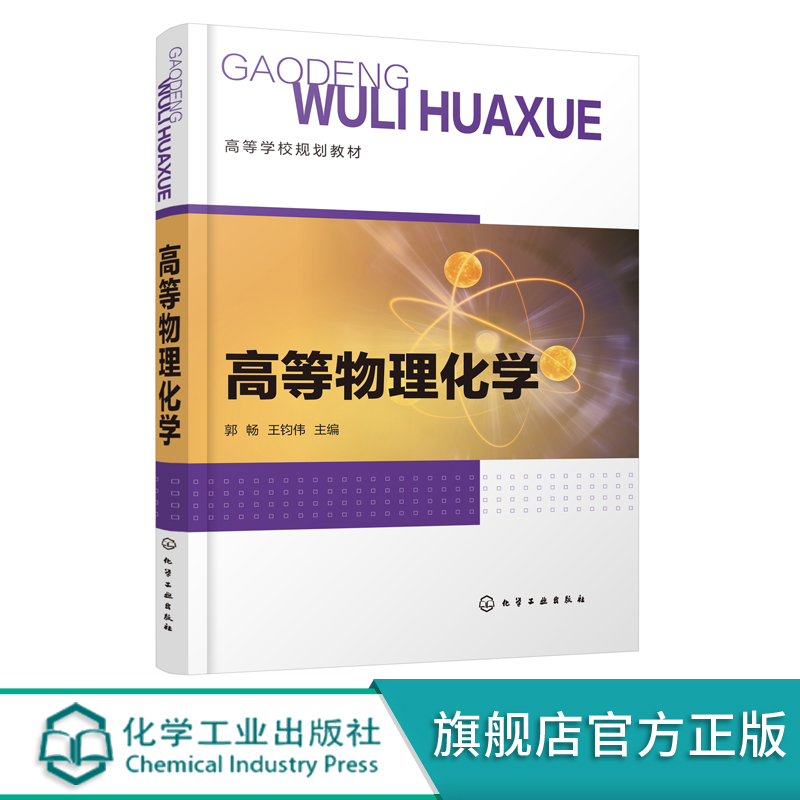 GAODENG
WULI HUAXUE
高等学校规划教材
高等物理化学
郭 畅 王钧伟 主编
化学工业出版社
GAODENG
WULI HUAXUE
高等物理化学
化学工业出版社
化学工业出版社
Chemical Industry Press
旗舰店官方正版